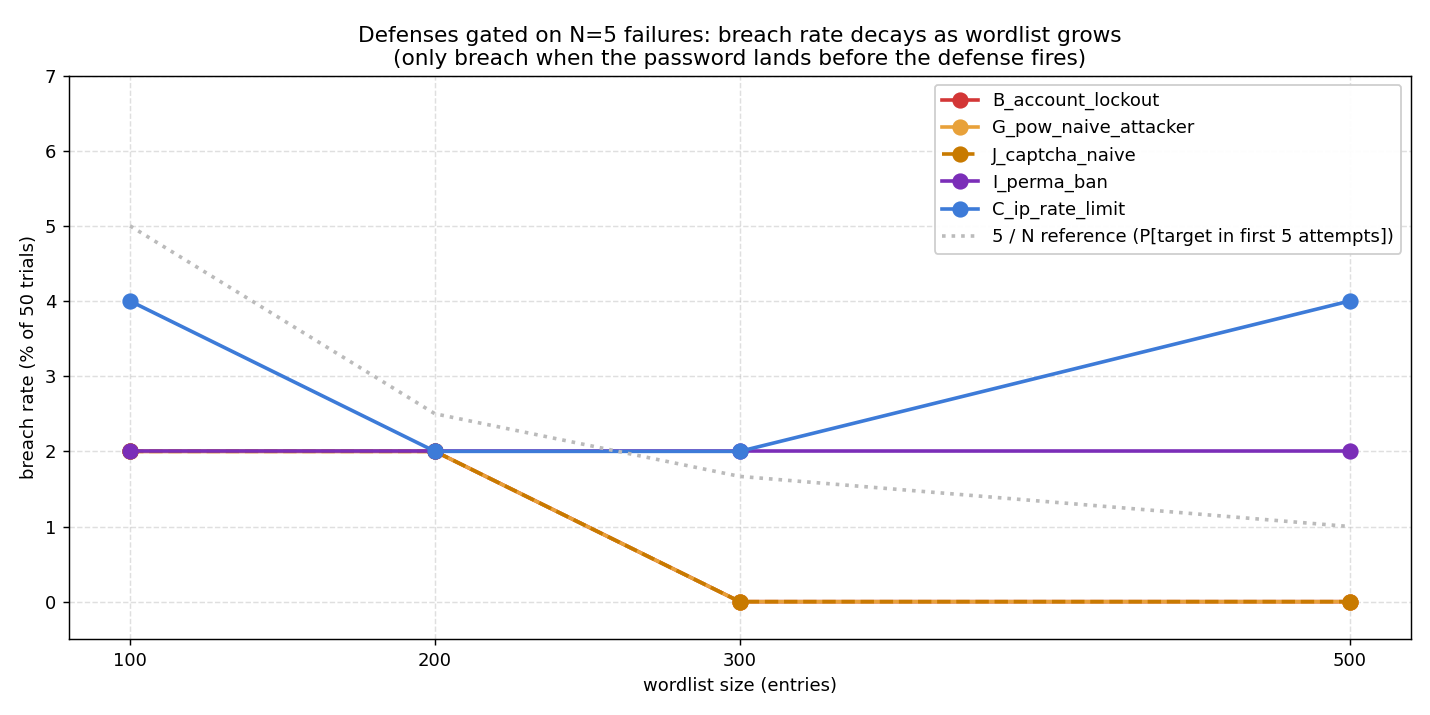 Defenses gated on N=5 failures: breach rate decays as wordlist grows
(only breach when the password lands before the defense fires)
breach rate (% of 50 trials)
7
6
5
4
3
2
1
0
B_account_lockout
G_pow_naive_attacker
J_captcha_naive
I_perma_ban
C_ip_rate_limit
5 / N reference (P[target in first 5 attempts])
100
200
300
500
wordlist size (entries)